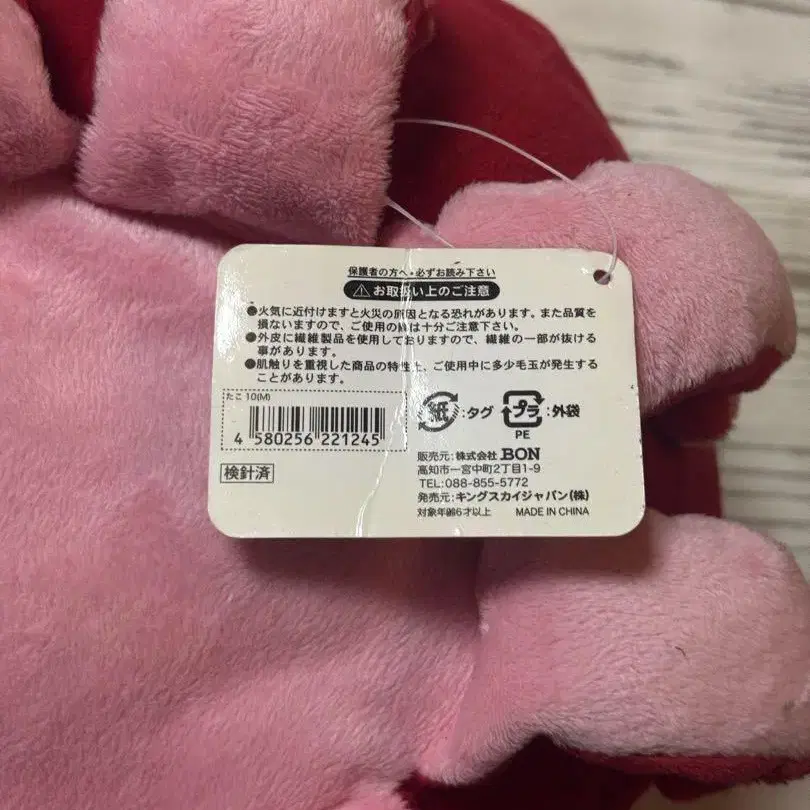 保護者の方へ・必ずお読み下さい
⚠お取扱い上のご注意
●火気に近付けますと火災の原因となる恐れがあります。また品質を
損ないますので、ご使用の際は十分ご注意下さい。
●外皮に繊維製品を使用しておりますので、繊維の一部が抜ける
事があります。
●肌触りを重視した商品の特性上、ご使用中に多少毛玉が発生する
ことがあります。
たこ 10(M)
4 580256 221245
検針済
紙:タグ
プラ:外袋
PE
販売元:株式会社 BON
高知市一宮中町2丁目1-9
TEL:088-855-5772
発売元:キングスカイジャパン(株)
対象年齢6才以上 MADE IN CHINA